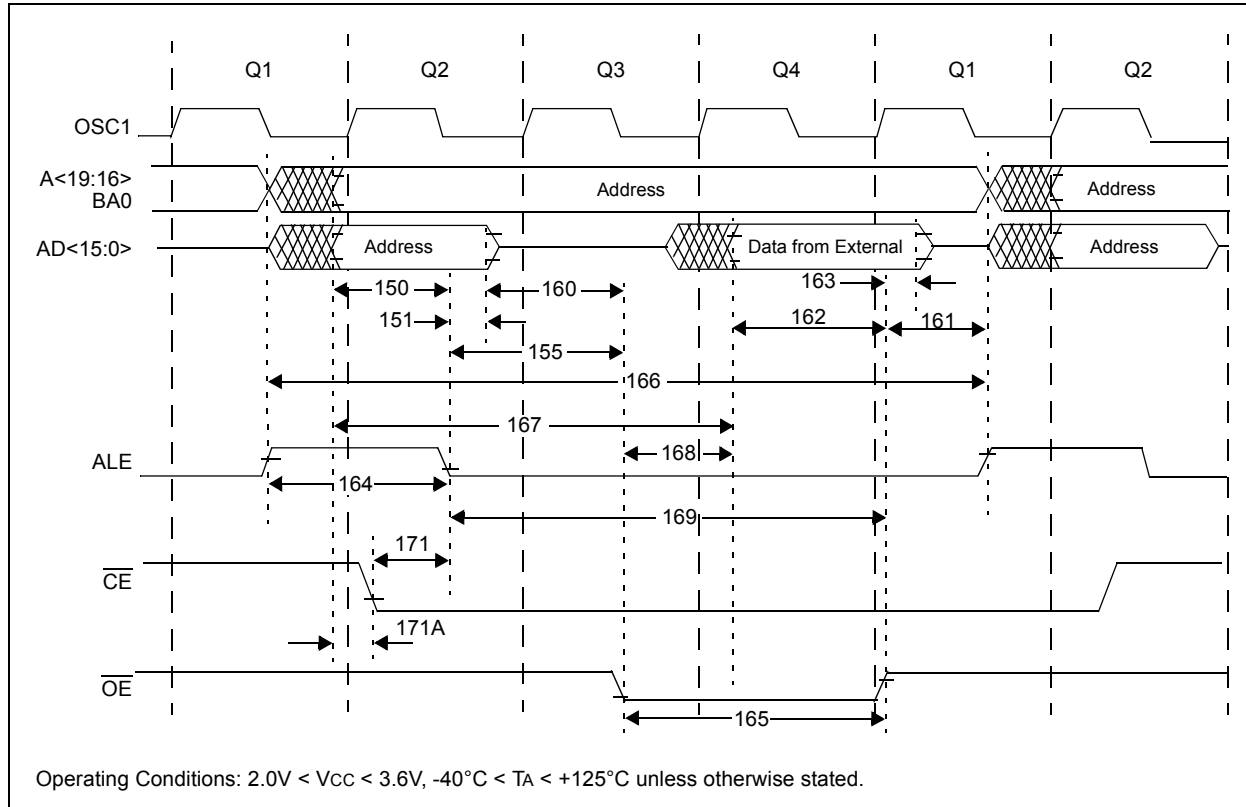 Q1 Q2 Q3 Q4 Q1 Q2
OSC1
A<19:16>
BA0
Address Address
AD<15:0>
Address Data from External Address
150 160 163
151 162 161
155
166
167
ALE
168
164
169
171
CE
171A
OE
165
Operating Conditions: 2.0V < VCC < 3.6V, -40°C < TA < +125°C unless otherwise stated.